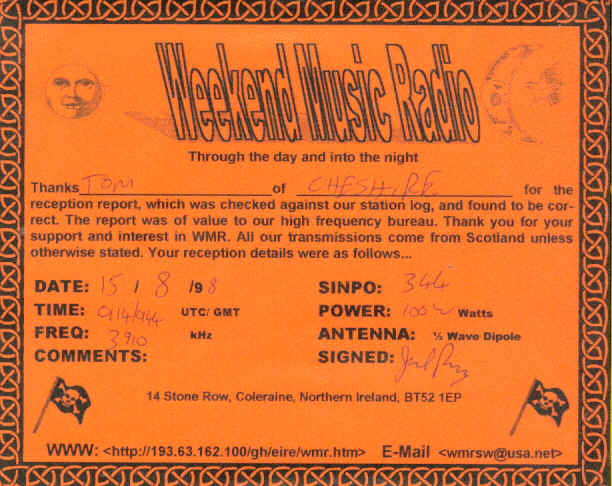 Weekend Music Radio
Through the day and into the night
Thanks TOM of CHESHIRE for the
reception report, which was checked against our station log, and found to be cor-
rect. The report was of value to our high frequency bureau. Thank you for your
support and interest in WMR. All our transmissions come from Scotland unless
otherwise stated. Your reception details were as follows...
DATE: 15 / 8 /98 SINPO: 344
TIME: 0914/0944 UTC/ GMT POWER: 100W Watts
FREQ: 3910 kHz ANTENNA: ½ Wave Dipole
COMMENTS: SIGNED:
14 Stone Row, Coleraine, Northern Ireland, BT52 1EP
WWW: <http://193.63.162.100/gh/eire/wmr.htm> E-Mail <wmrsw@usa.net>